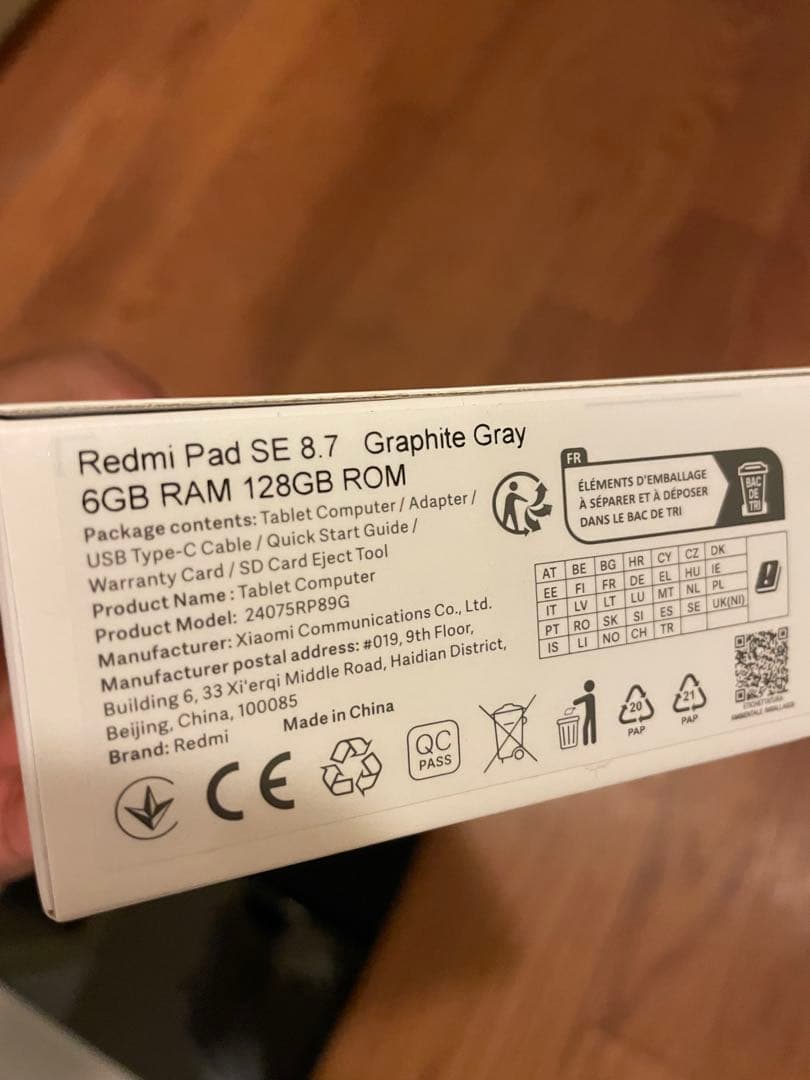 Redmi Pad SE 8.7 Graphite Gray
6GB RAM 128GB ROM
Package contents: Tablet Computer / Adapter /
USB Type-C Cable / Quick Start Guide /
Warranty Card / SD Card Eject Tool
Product Name : Tablet Computer
Product Model: 24075RP89G
Manufacturer: Xiaomi Communications Co., Ltd.
Manufacturer postal address: #019, 9th Floor,
Building 6, 33 Xi'erqi Middle Road, Haidian District,
Beijing, China, 100085
Brand: Redmi Made in China
FR
ÉLÉMENTS D'EMBALLAGE
À SÉPARER ET À DÉPOSER
DANS LE BAC DE TRI
BAC
DE
TRI
AT BE BG HR CY CZ DK
EE FI FR DE EL HU IE
IT LV LT LU MT NL PL
PT RO SK SI ES SE UK(NI)
IS LI NO CH TR
CE
QC
PASS
20
PAP
21
PAP
ETICHETTATURA
AMBIENTALE IMBALLAGGI